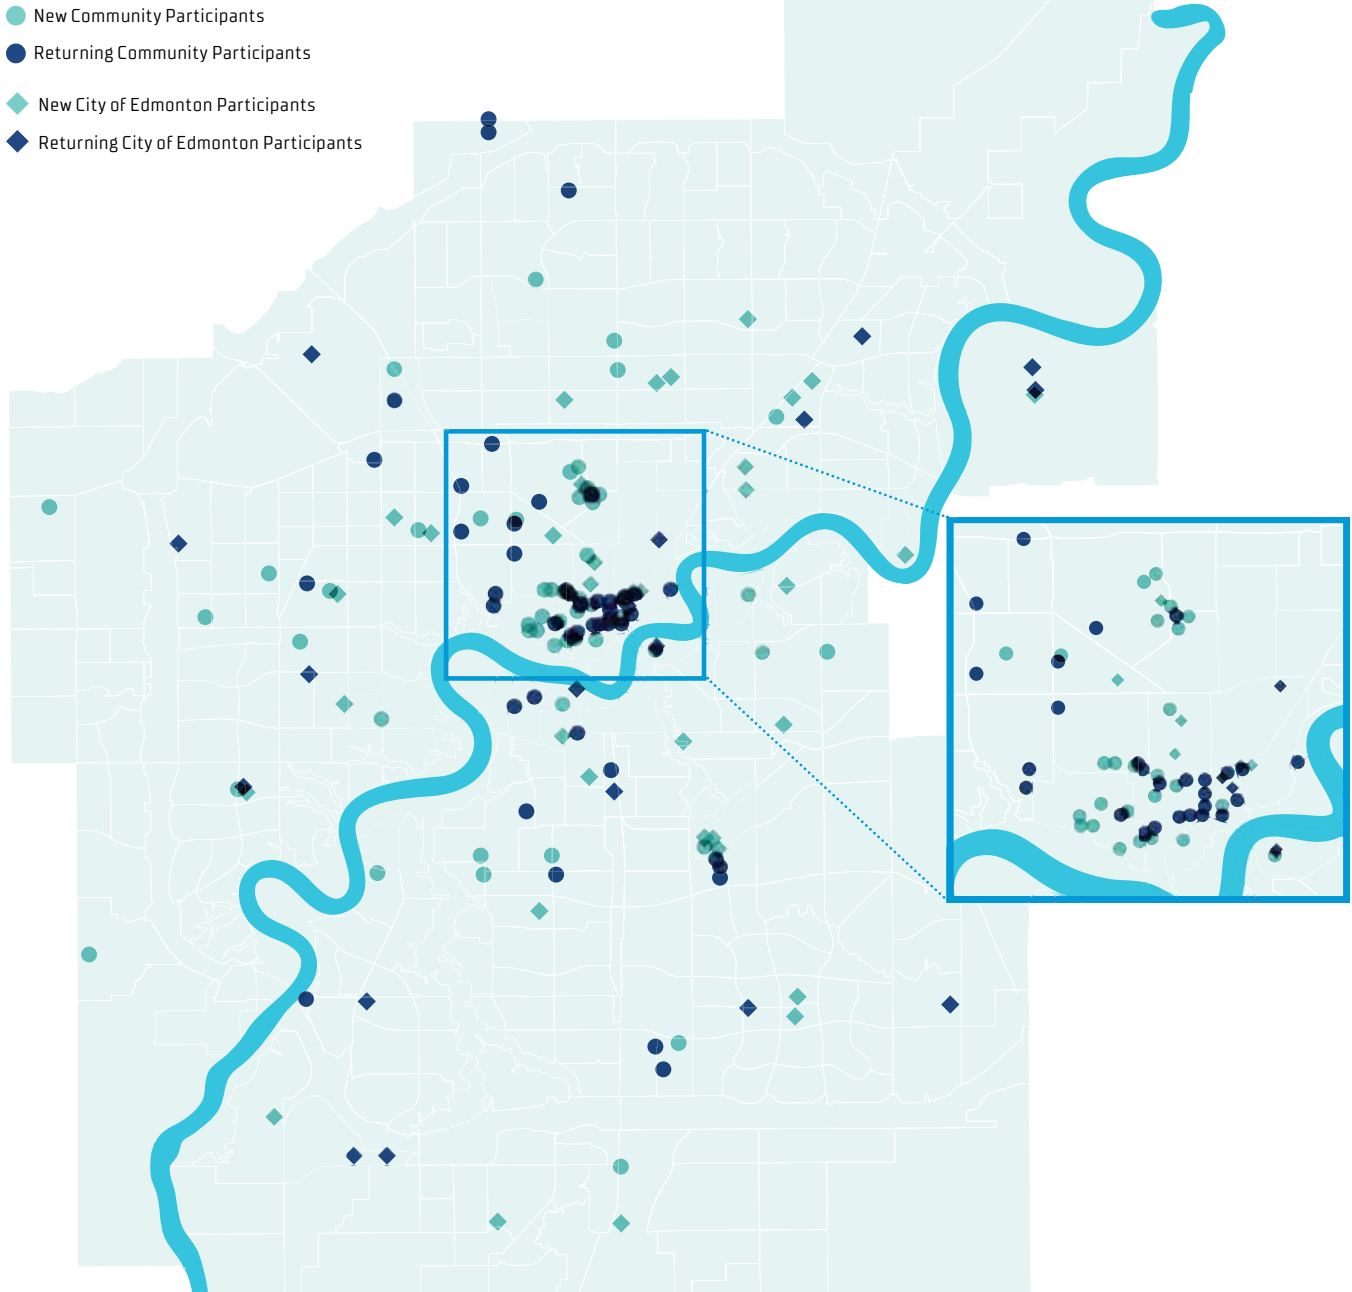 New Community Participants
Returning Community Participants
New City of Edmonton Participants
Returning City of Edmonton Participants